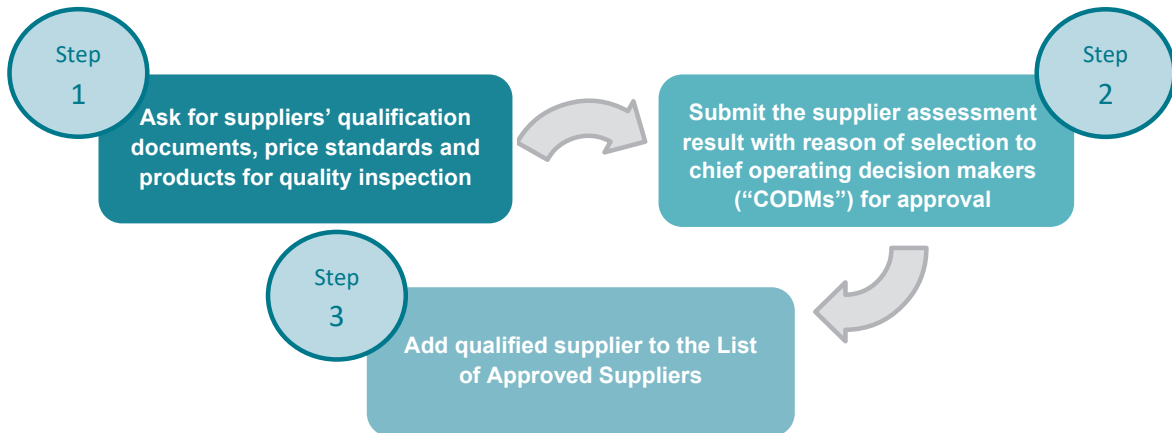 Step
1
Ask for suppliers’ qualification
documents, price standards and
products for quality inspection
Step
2
Submit the supplier assessment
result with reason of selection to
chief operating decision makers
(“CODMs”) for approval
Step
3
Add qualified supplier to the List
of Approved Suppliers